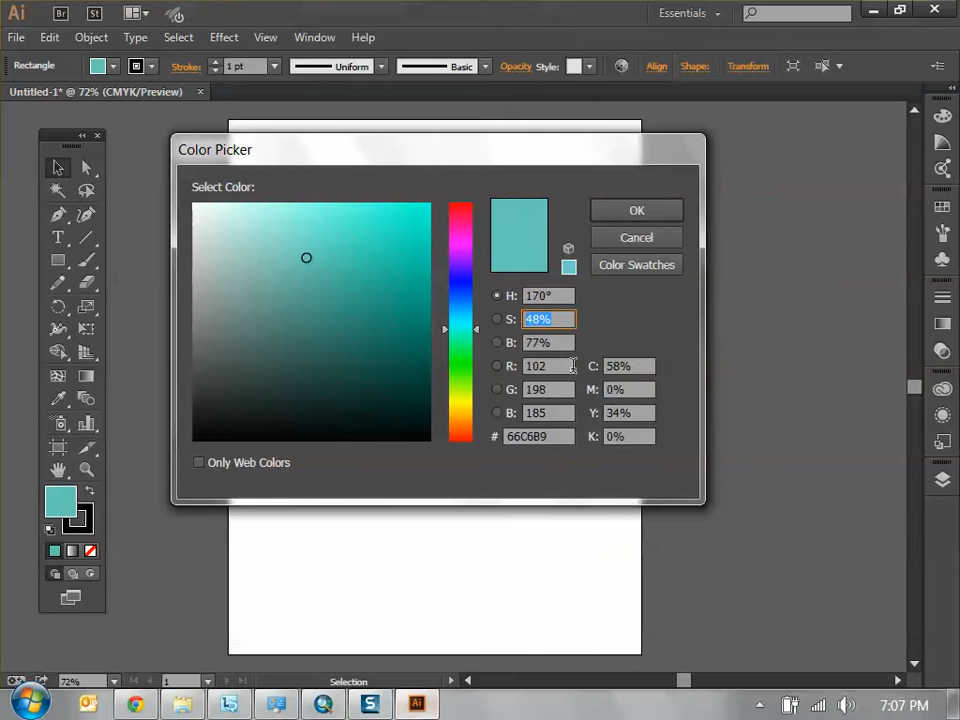 Ai Br St Essentials
File Edit Object Type Select Effect View Window Help
Rectangle Stroke: 1 pt Uniform Basic Opacity Style: Align Shape: Transform
Untitled-1* @ 72% (CMYK/Preview) ×
Color Picker
Select Color:
OK
Cancel
Color Swatches
H: 170°
S: 48%
B: 77%
R: 102 C: 58%
G: 198 M: 0%
B: 185 Y: 34%
# 66C6B9 K: 0%
Only Web Colors
72% 1 Selection
7:07 PM